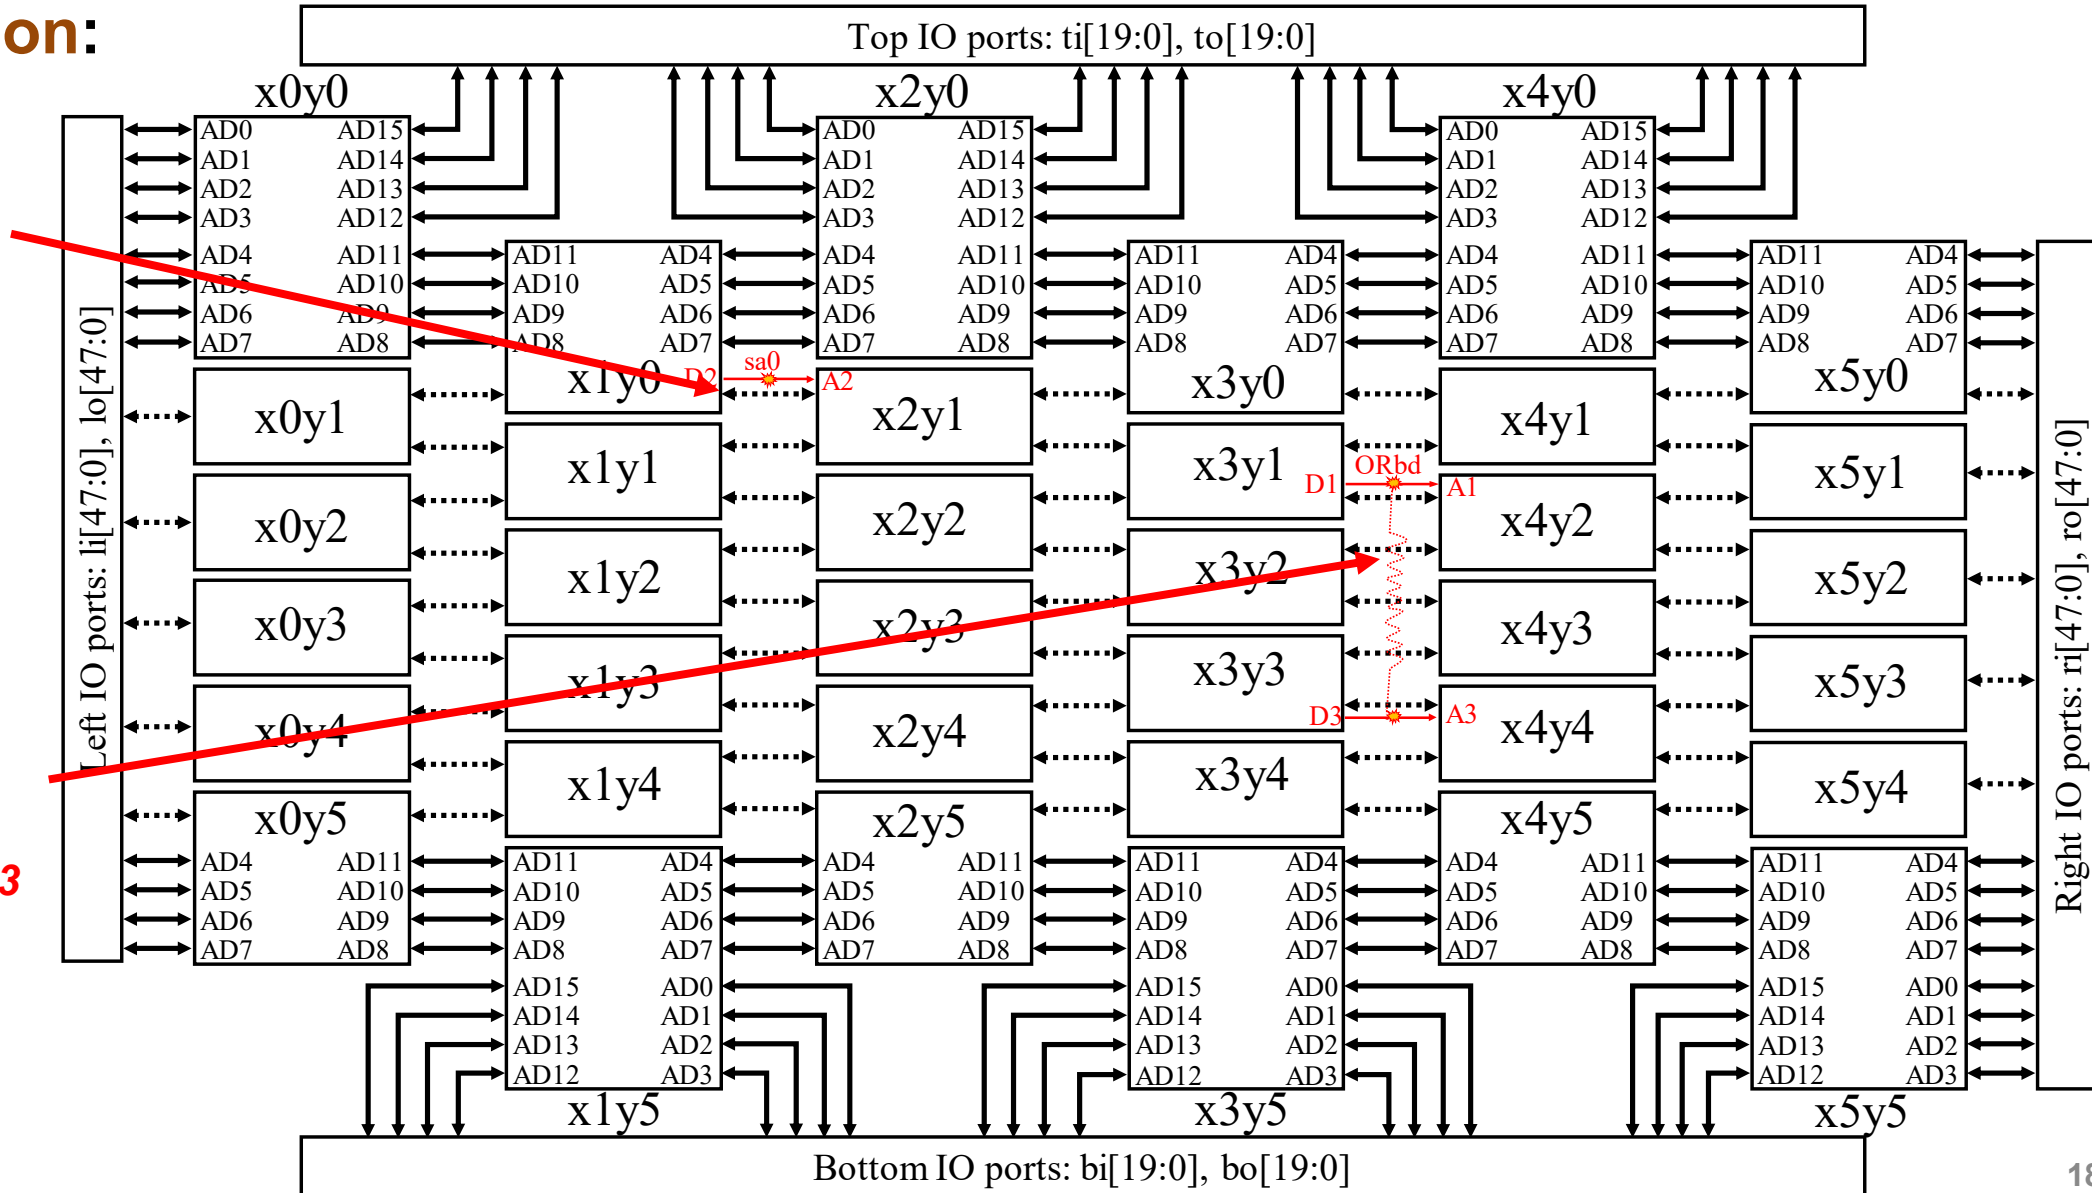 on:
Top IO ports: ti[19:0], to[19:0]
x0y0 x2y0 x4y0
AD0 AD15 AD0 AD15 AD0 AD15
AD1 AD14 AD1 AD14 AD1 AD14
AD2 AD13 AD2 AD13 AD2 AD13
AD3 AD12 AD3 AD12 AD3 AD12
AD4 AD11 AD11 AD4 AD4 AD11 AD11 AD4 AD4 AD11 AD11 AD4
AD5 AD10 AD10 AD5 AD5 AD10 AD10 AD5 AD5 AD10 AD10 AD5
AD6 AD9 AD9 AD6 AD6 AD9 AD9 AD6 AD6 AD9 AD9 AD6
AD7 AD8 AD8 AD7 AD7 AD8 AD8 AD7 AD7 AD8 AD8 AD7
x1y0 D2 sa0 A2 x3y0 x5y0
x0y1 x2y1 x4y1
x1y1 x3y1 x5y1
D1 ORbd A1
x0y2 x2y2 x4y2
x1y2 x3y2 x5y2
x0y3 x2y3 x4y3
x1y3 x3y3 x5y3
D3 A3
x0y4 x2y4 x4y4
x1y4 x3y4 x5y4
x0y5 x2y5 x4y5
AD4 AD11 AD11 AD4 AD4 AD11 AD11 AD4 AD4 AD11 AD11 AD4
AD5 AD10 AD10 AD5 AD5 AD10 AD10 AD5 AD5 AD10 AD10 AD5
AD6 AD9 AD9 AD6 AD6 AD9 AD9 AD6 AD6 AD9 AD9 AD6
AD7 AD8 AD8 AD7 AD7 AD8 AD8 AD7 AD7 AD8 AD8 AD7
AD15 AD0 AD15 AD0 AD15 AD0
AD14 AD1 AD14 AD1 AD14 AD1
AD13 AD2 AD13 AD2 AD13 AD2
AD12 AD3 AD12 AD3 AD12 AD3
x1y5 x3y5 x5y5
Left IO ports: li[47:0], lo[47:0]
Right IO ports: ri[47:0], ro[47:0]
3
Bottom IO ports: bi[19:0], bo[19:0]
18